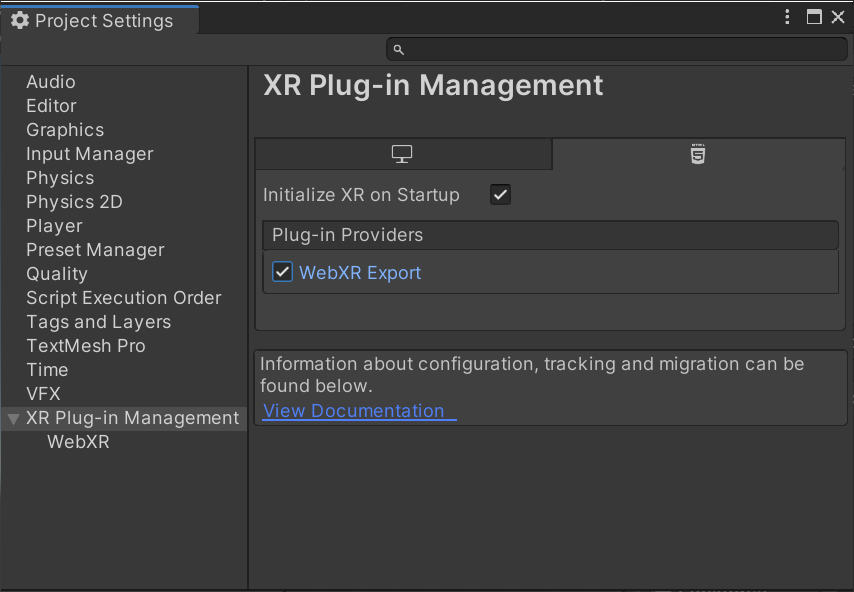 Project Settings
XR Plug-in Management
Audio
Editor
Graphics
Input Manager
Physics
Physics 2D
Player
Preset Manager
Quality
Script Execution Order
Tags and Layers
TextMesh Pro
Time
VFX
XR Plug-in Management
WebXR
Initialize XR on Startup
Plug-in Providers
WebXR Export
Information about configuration, tracking and migration can be
found below.
View Documentation